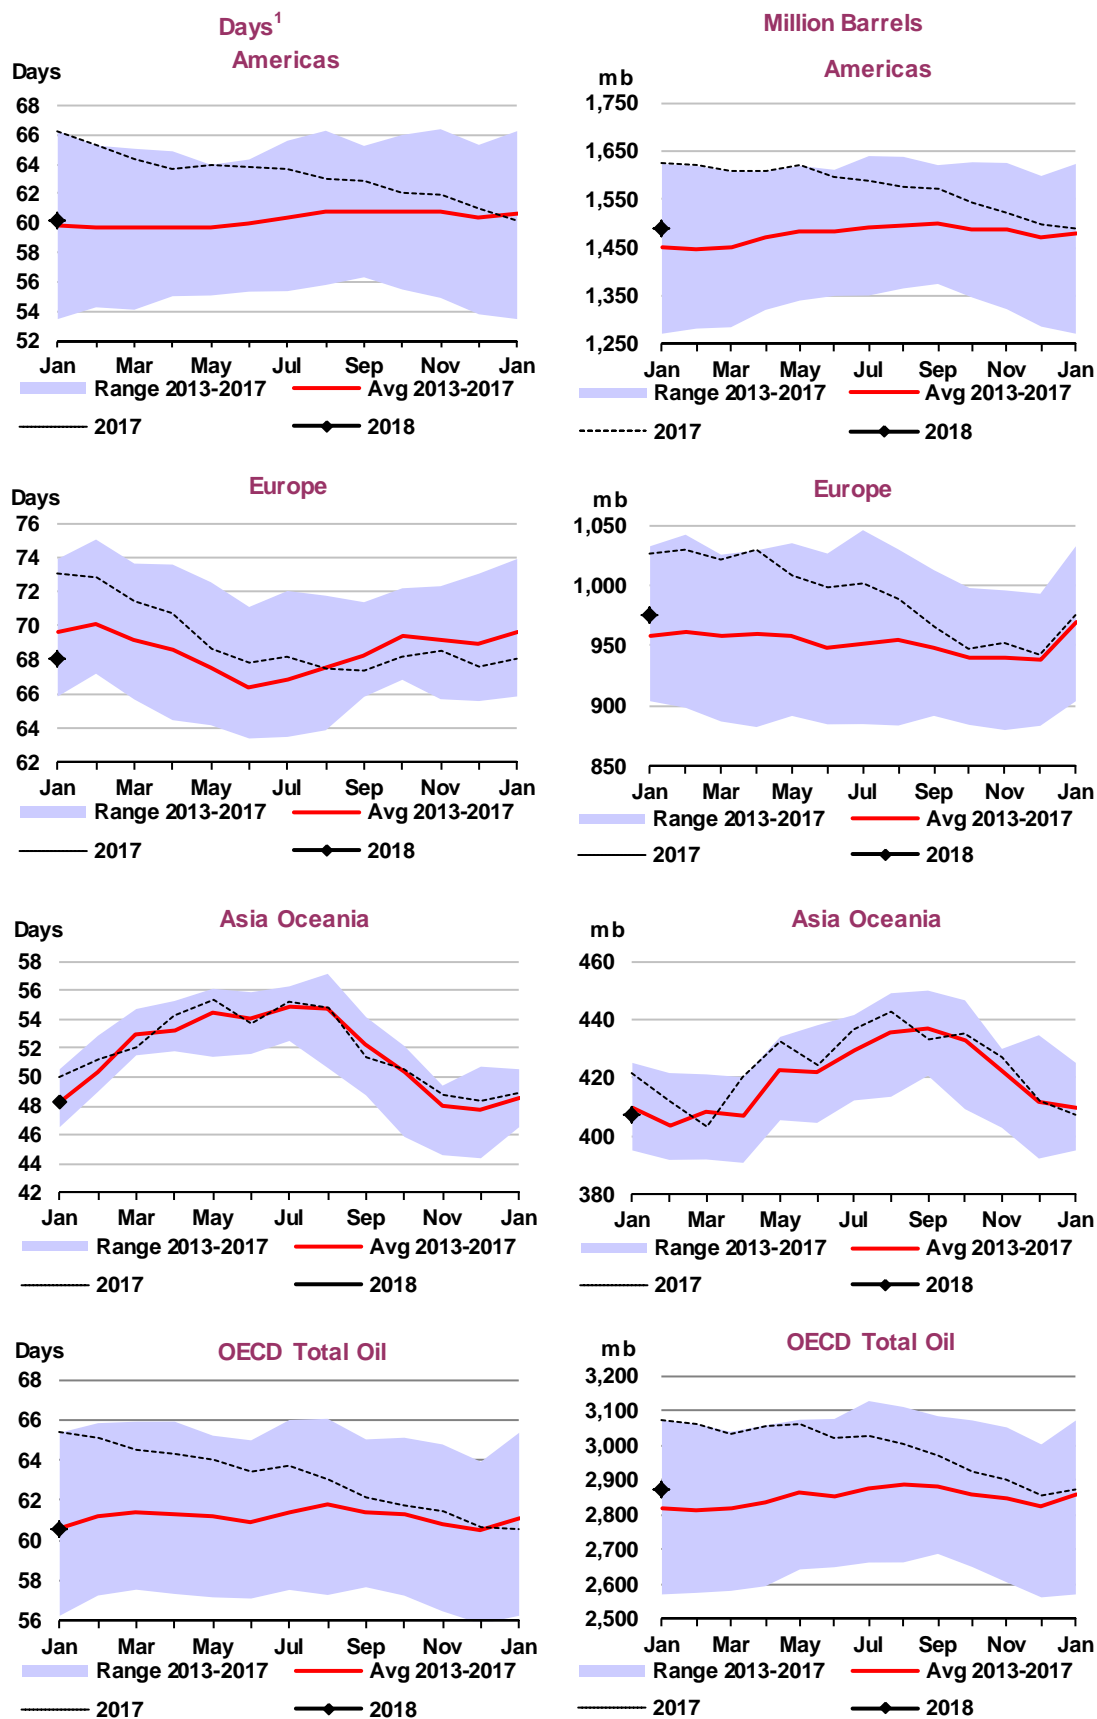 Days¹
Americas
Days
68
66
64
62
60
58
56
54
52
Jan Mar May Jul Sep Nov Jan
Range 2013-2017 Avg 2013-2017
2017 2018
Million Barrels
Americas
mb
1,750
1,650
1,550
1,450
1,350
1,250
Jan Mar May Jul Sep Nov Jan
Range 2013-2017 Avg 2013-2017
2017 2018
Europe
Days
76
74
72
70
68
66
64
62
Jan Mar May Jul Sep Nov Jan
Range 2013-2017 Avg 2013-2017
2017 2018
Europe
mb
1,050
1,000
950
900
850
Jan Mar May Jul Sep Nov Jan
Range 2013-2017 Avg 2013-2017
2017 2018
Asia Oceania
Days
58
56
54
52
50
48
46
44
42
Jan Mar May Jul Sep Nov Jan
Range 2013-2017 Avg 2013-2017
2017 2018
Asia Oceania
mb
460
440
420
400
380
Jan Mar May Jul Sep Nov Jan
Range 2013-2017 Avg 2013-2017
2017 2018
OECD Total Oil
Days
68
66
64
62
60
58
56
Jan Mar May Jul Sep Nov Jan
Range 2013-2017 Avg 2013-2017
2017 2018
OECD Total Oil
mb
3,200
3,100
3,000
2,900
2,800
2,700
2,600
2,500
Jan Mar May Jul Sep Nov Jan
Range 2013-2017 Avg 2013-2017
2017 2018